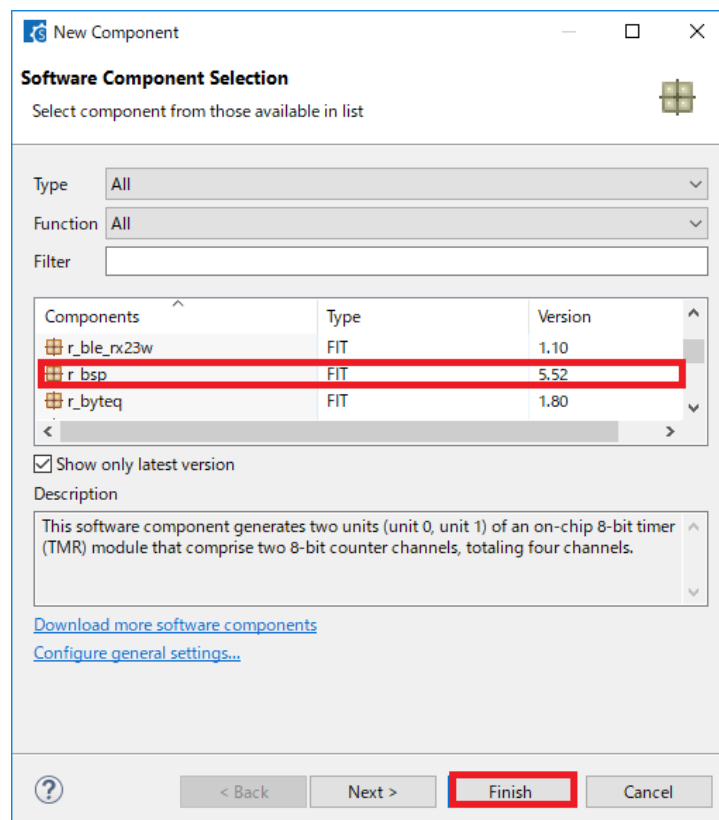 New Component
Software Component Selection
Select component from those available in list
Type All
Function All
Filter
Components Type Version
r_ble_rx23w FIT 1.10
r_bsp FIT 5.52
r_byteq FIT 1.80
Show only latest version
Description
This software component generates two units (unit 0, unit 1) of an on-chip 8-bit timer
(TMR) module that comprise two 8-bit counter channels, totaling four channels.
Download more software components
Configure general settings...
? < Back Next > Finish Cancel